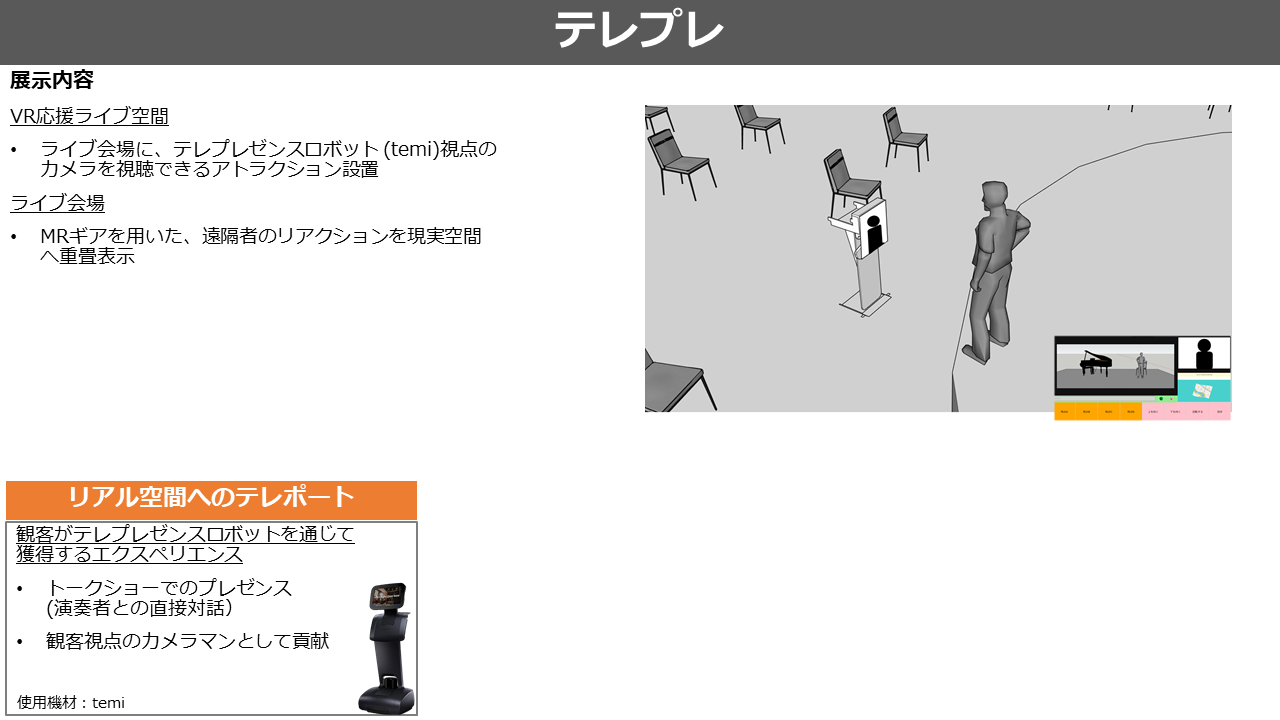 テレプレ
展示内容
VR応援ライブ空間
• ライブ会場に、テレプレゼンスロボット (temi)視点の
カメラを視聴できるアトラクション設置
ライブ会場
• MRギアを用いた、遠隔者のリアクションを現実空間
へ重畳表示
リアル空間へのテレポート
観客がテレプレゼンスロボットを通じて
獲得するエクスペリエンス
• トークショーでのプレゼンス
(演奏者との直接対話）
• 観客視点のカメラマンとして貢献
使用機材：temi